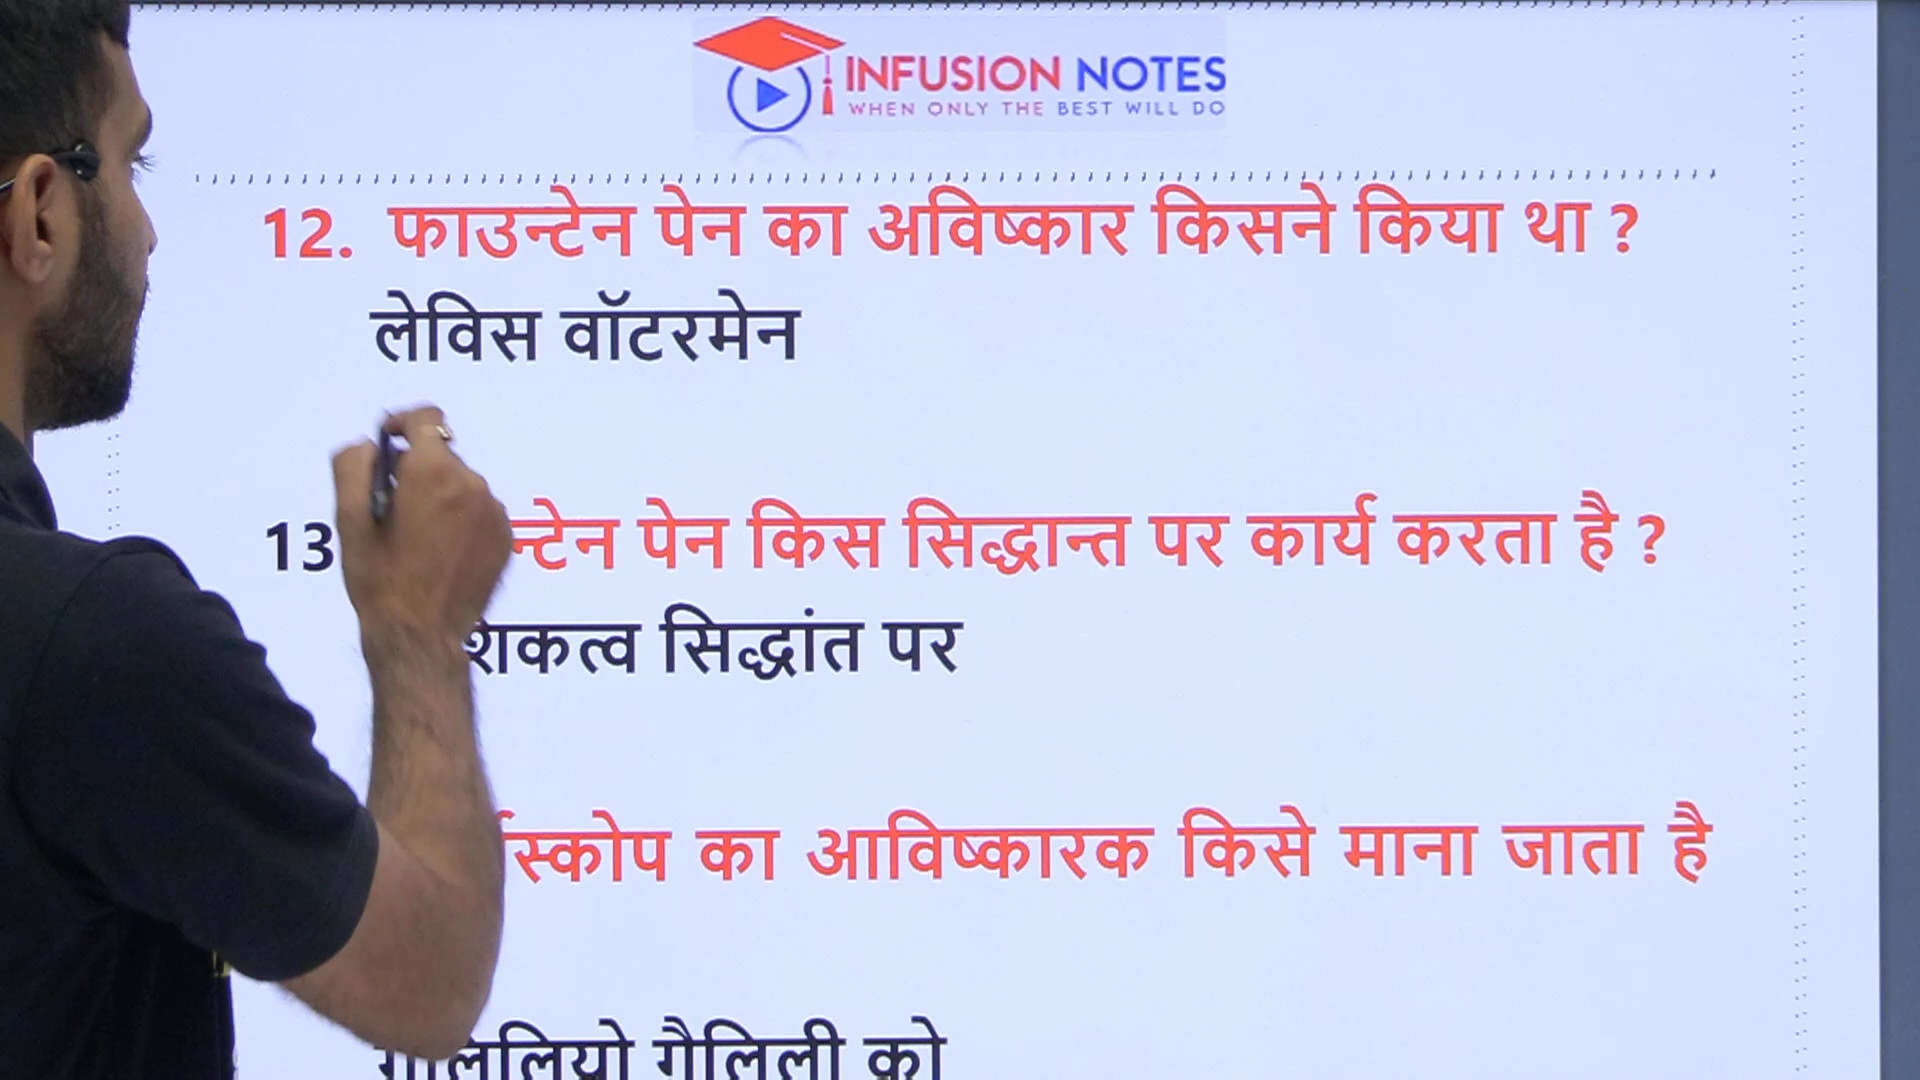 INFUSION NOTES
WHEN ONLY THE BEST WILL DO
12. फाउन्टेन पेन का अविष्कार किसने किया था ?
लेविस वॉटरमेन
13 पेन किस सिद्धान्त पर कार्य करता है ?
सिद्धांत पर
का आविष्कारक किसे माना जाता है
गैलिली को